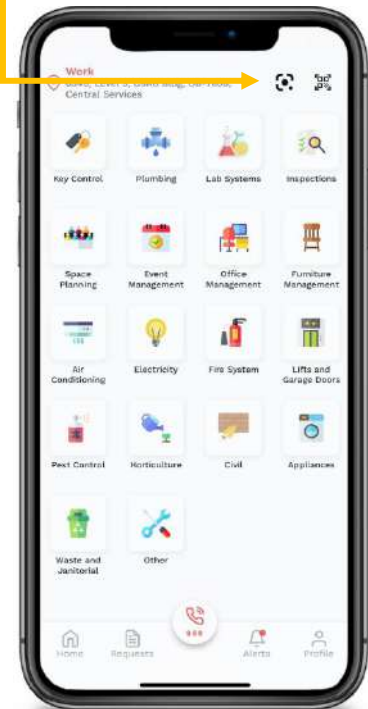 Work
Central Services
Key Control
Plumbing
Lab Systems
Inspections
Space
Planning
Event
Management
Office
Management
Furniture
Management
Air
Conditioning
Electricity
Fire System
Lifts and
Garage Doors
Pest Control
Horticulture
Civil
Appliances
Waste and
Janitorial
Other
Home
Requests
Alerts
Profile